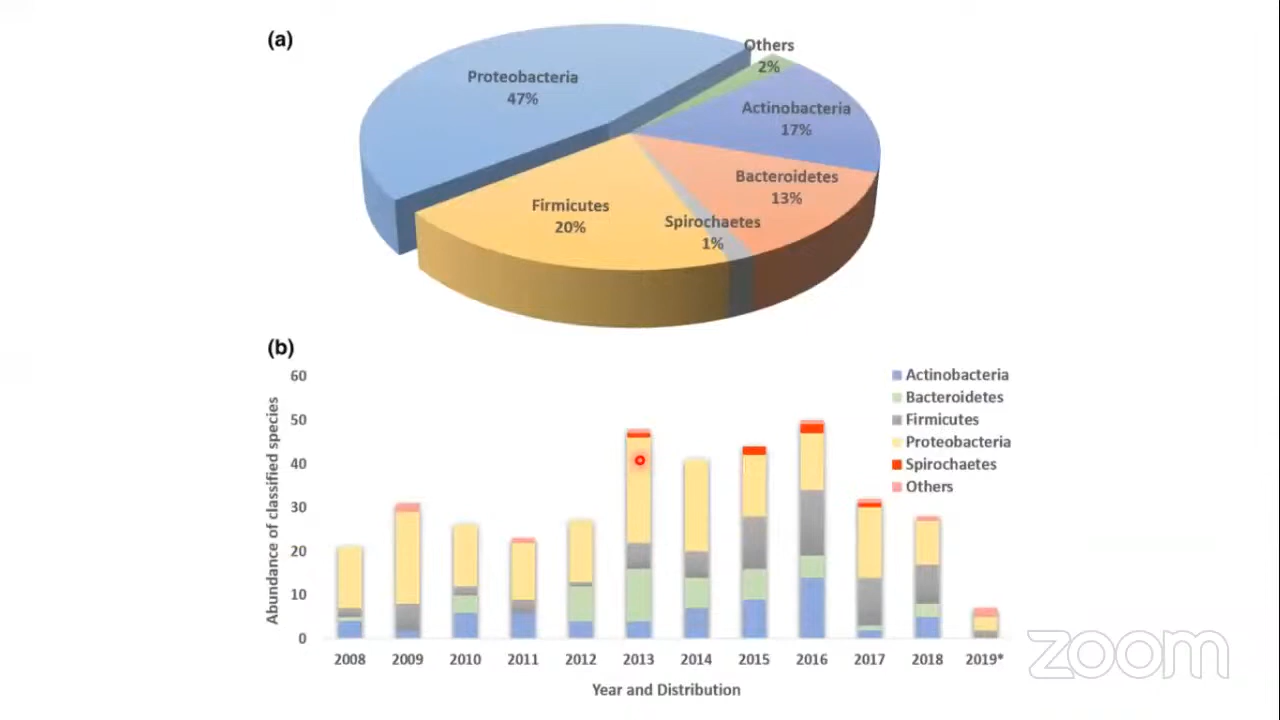 (a)
Others
2%
Proteobacteria
47%
Actinobacteria
17%
Bacteroidetes
13%
Firmicutes
20%
Spirochaetes
1%
(b)
Abundance of classified species
60
50
40
30
20
10
0
Actinobacteria
Bacteroidetes
Firmicutes
Proteobacteria
Spirochaetes
Others
2008 2009 2010 2011 2012 2013 2014 2015 2016 2017 2018 2019*
Year and Distribution
zoom